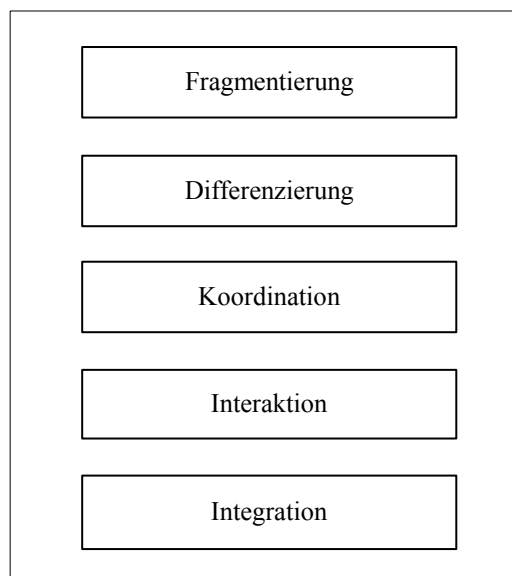 Fragmentierung
Differenzierung
Koordination
Interaktion
Integration